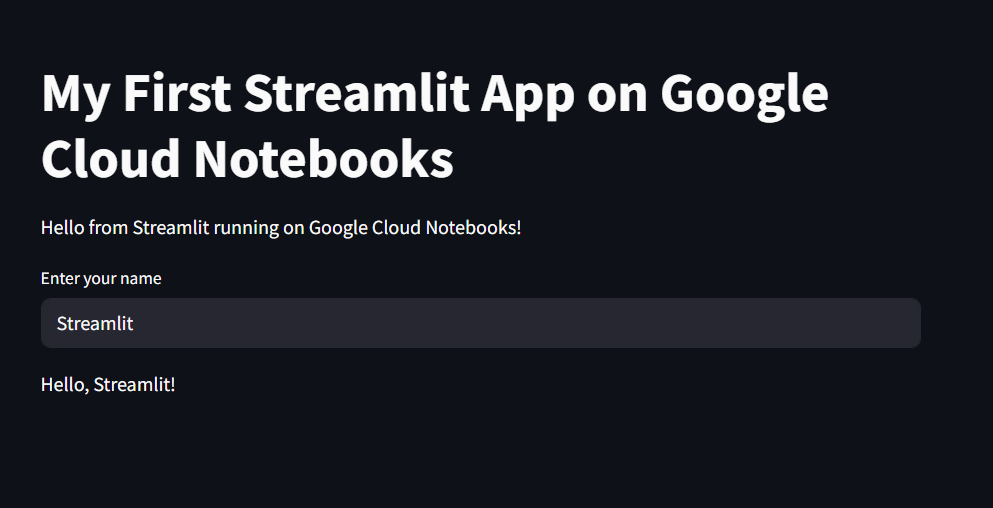 My First Streamlit App on Google
Cloud Notebooks
Hello from Streamlit running on Google Cloud Notebooks!
Enter your name
Streamlit
Hello, Streamlit!